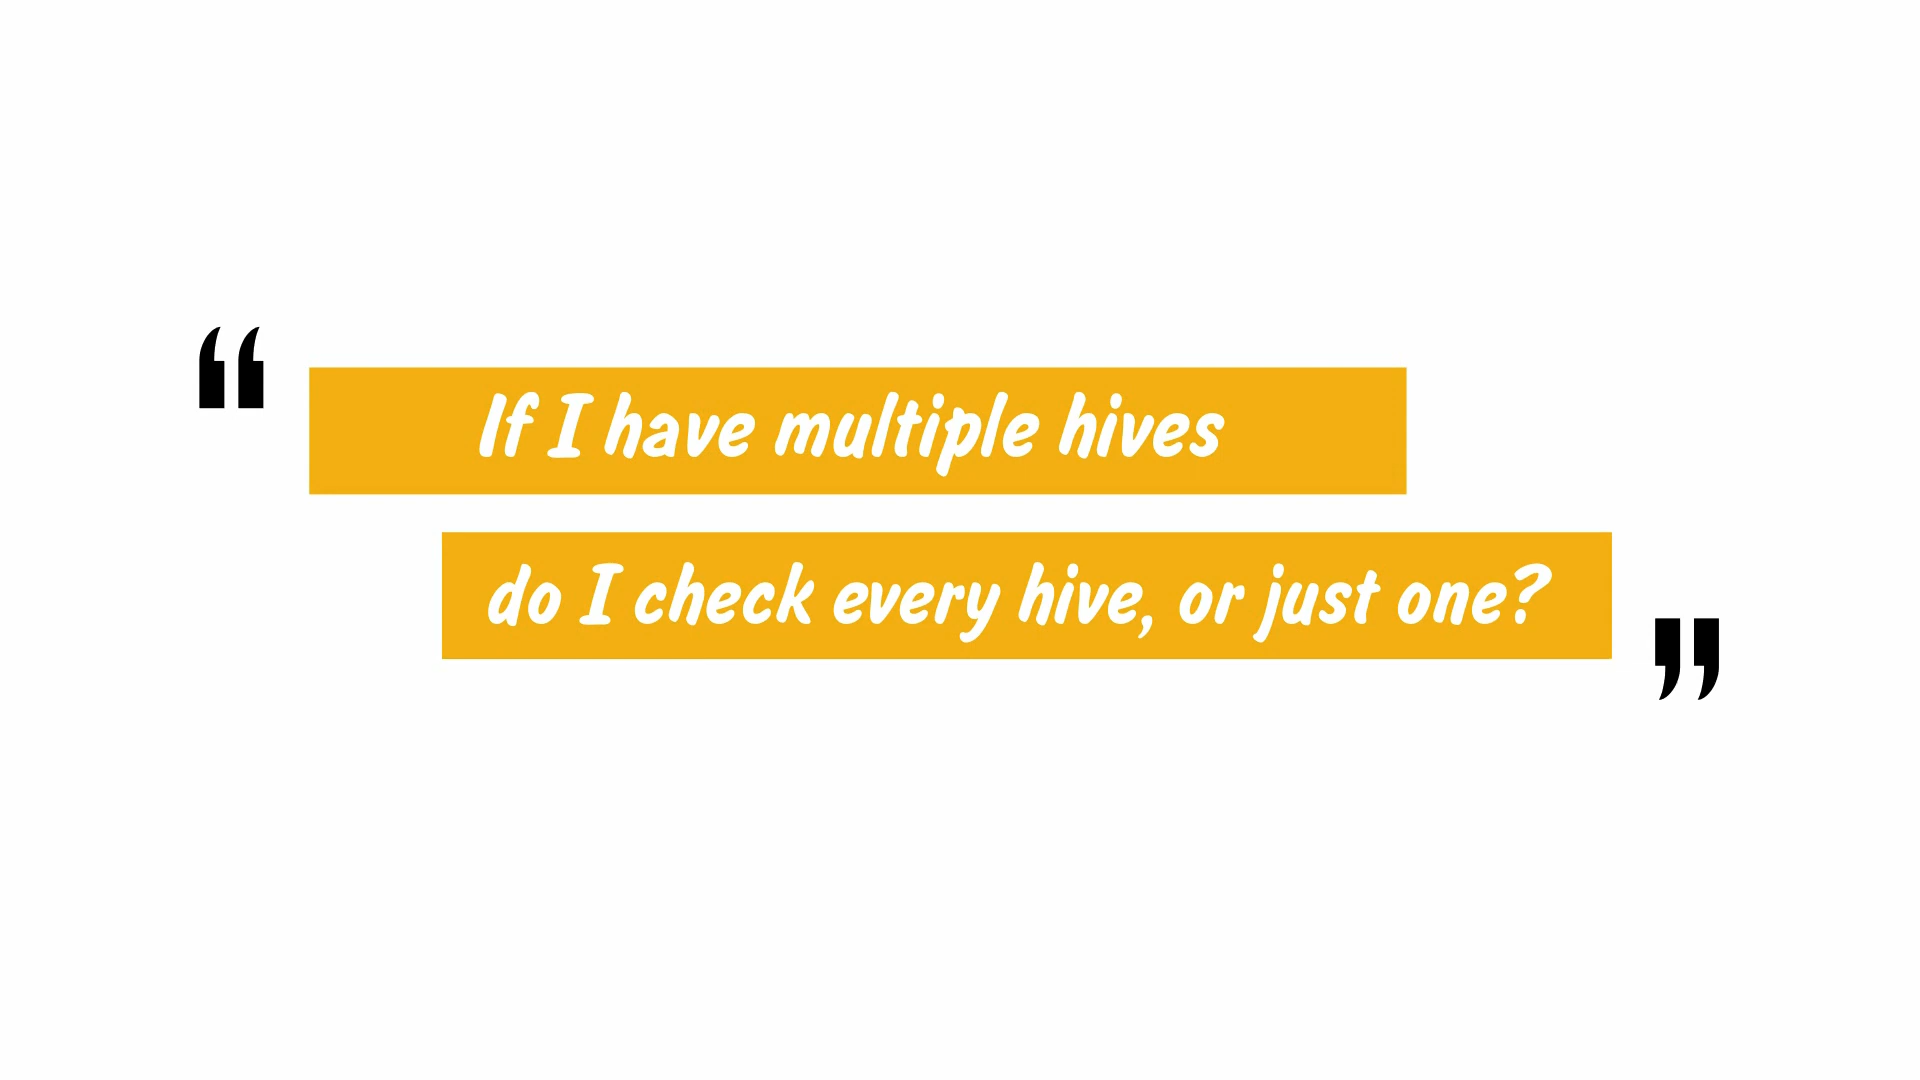 “ If I have multiple hives
do I check every hive, or just one? ”